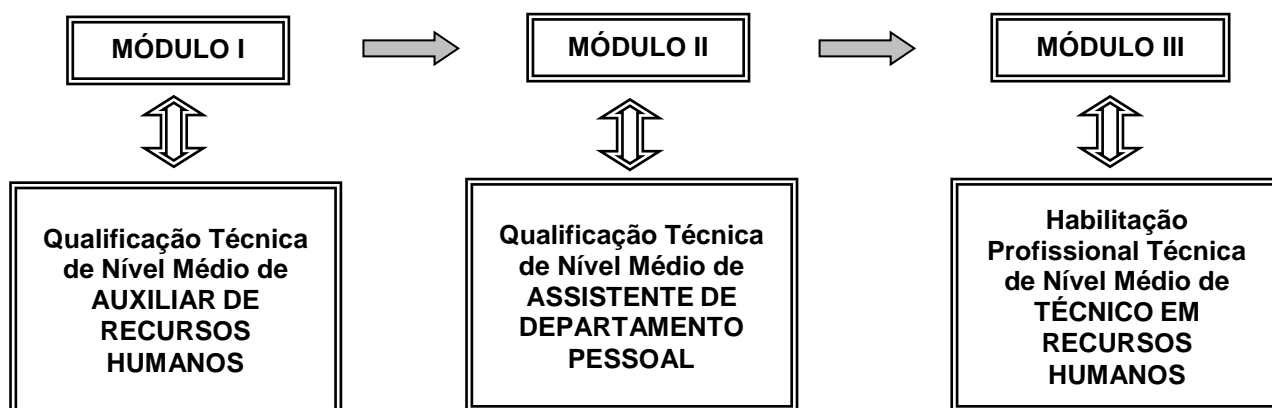 MÓDULO I
MÓDULO II
MÓDULO III
Qualificação Técnica
de Nível Médio de
AUXILIAR DE
RECURSOS
HUMANOS
Qualificação Técnica
de Nível Médio de
ASSISTENTE DE
DEPARTAMENTO
PESSOAL
Habilitação
Profissional Técnica
de Nível Médio de
TÉCNICO EM
RECURSOS
HUMANOS